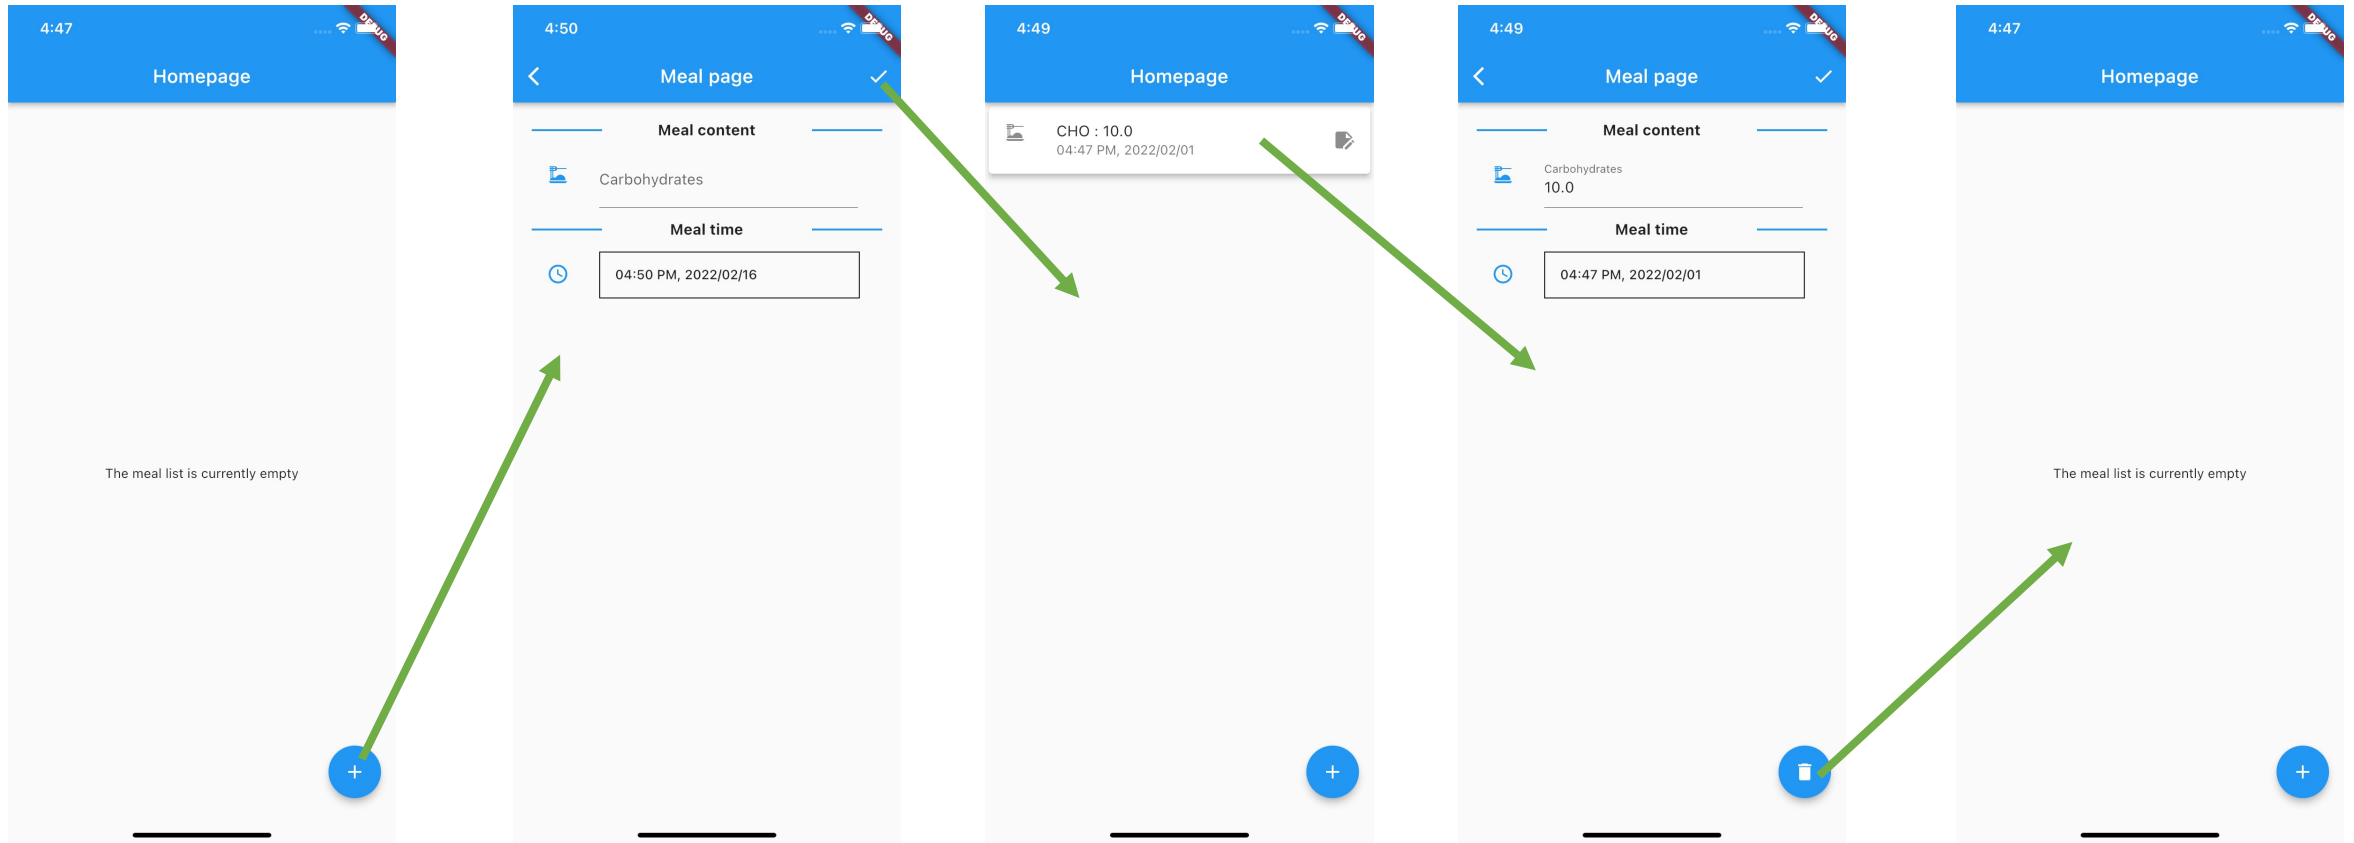 4:47
DEBUG
Homepage
The meal list is currently empty
4:50
DEBUG
Meal page
Meal content
Carbohydrates
Meal time
04:50 PM, 2022/02/16
4:49
DEBUG
Homepage
CHO : 10.0
04:47 PM, 2022/02/01
4:49
DEBUG
Meal page
Meal content
Carbohydrates
10.0
Meal time
04:47 PM, 2022/02/01
4:47
DEBUG
Homepage
The meal list is currently empty